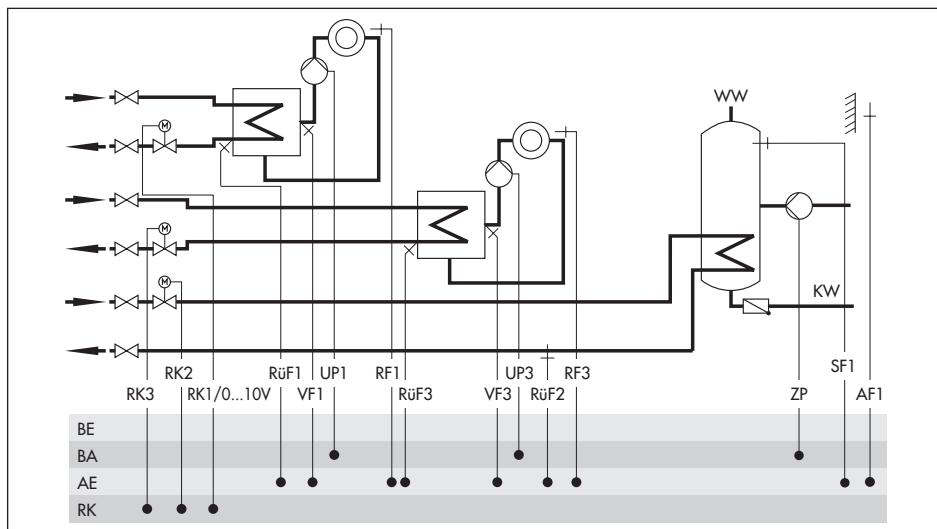 WW
M
M
M
KW
RK2 RüF1 UP1 RF1 UP3 RF3 SF1
RK3 RK1/0...10V VF1 RüF3 VF3 RüF2 ZP AF1
BE
BA
AE
RK